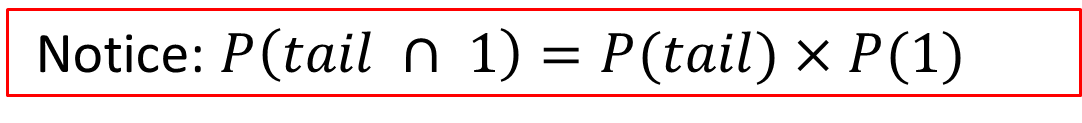 Notice: P(tail ∩ 1) = P(tail) × P(1)